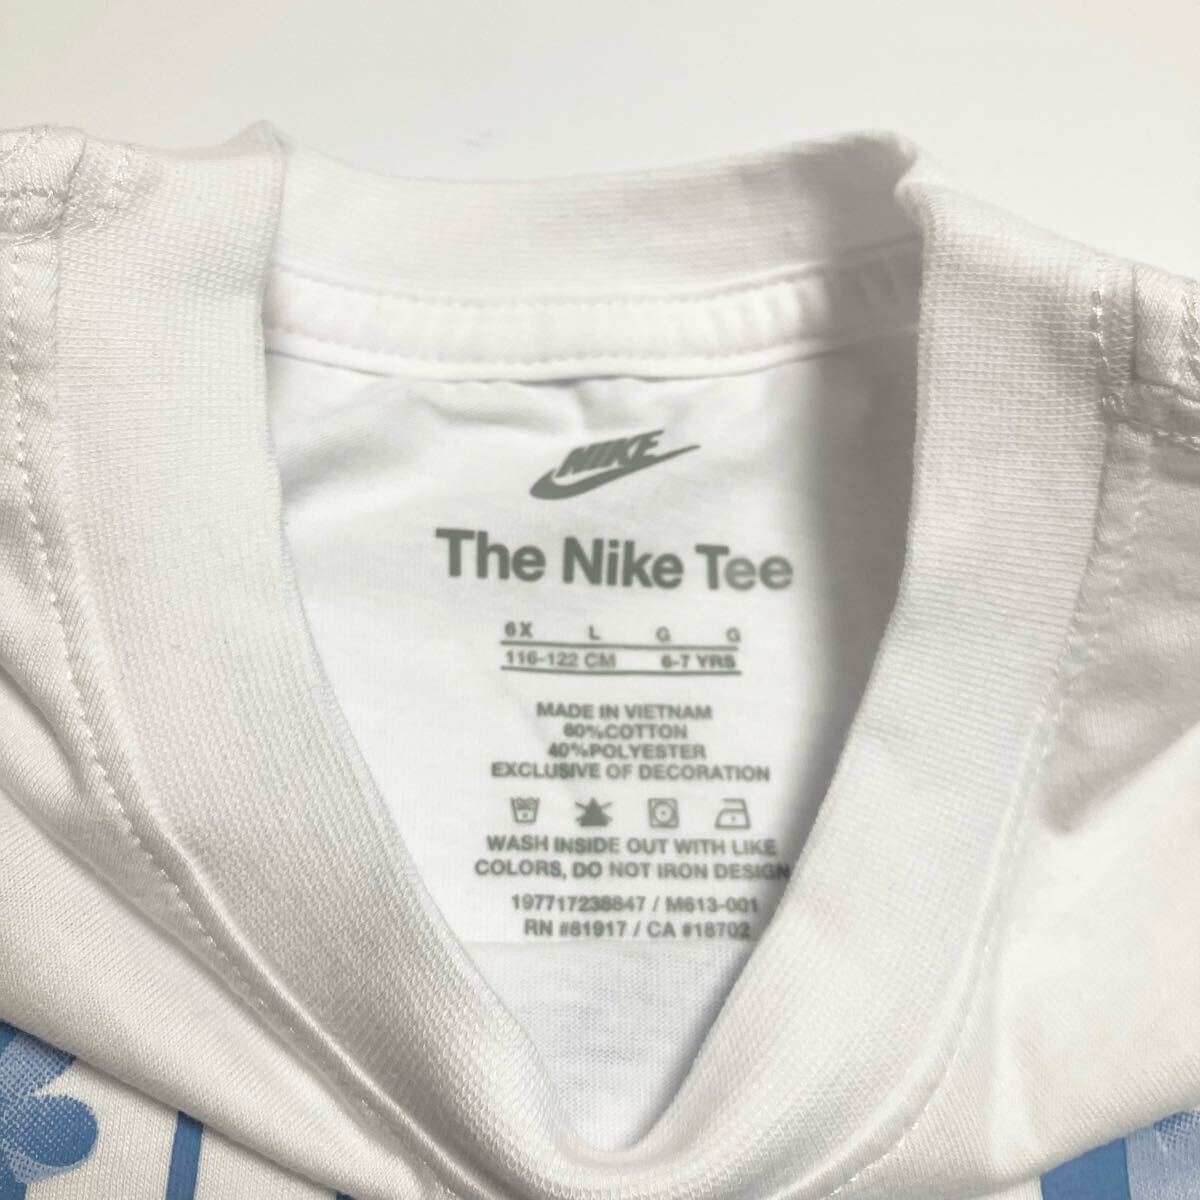 NIKE
The Nike Tee
6X L G G
116-122 CM 6-7 YRS
MADE IN VIETNAM
60%COTTON
40%POLYESTER
EXCLUSIVE OF DECORATION
WASH INSIDE OUT WITH LIKE
COLORS, DO NOT IRON DESIGN
197717238847 / M613-001
RN #81917 / CA #18702